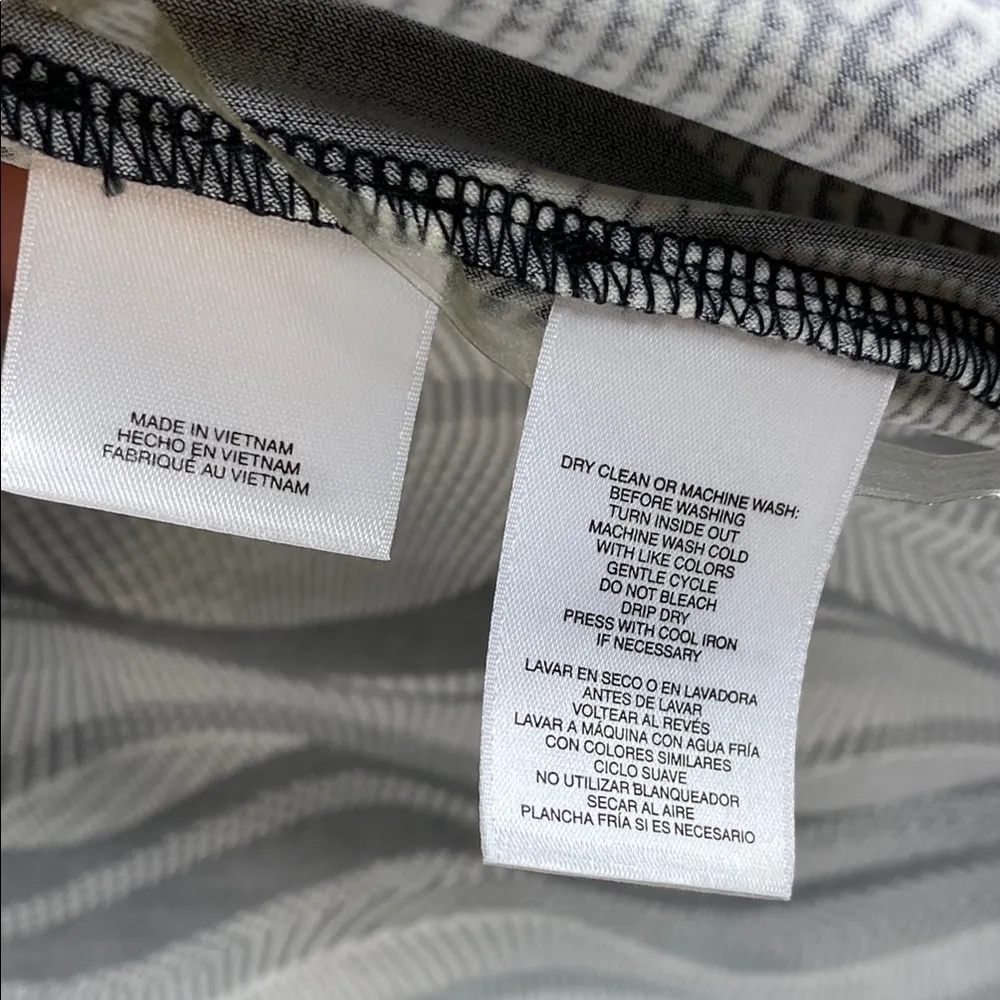 MADE IN VIETNAM
HECHO EN VIETNAM
FABRIQUÉ AU VIETNAM
DRY CLEAN OR MACHINE WASH:
BEFORE WASHING
TURN INSIDE OUT
MACHINE WASH COLD
WITH LIKE COLORS
GENTLE CYCLE
DO NOT BLEACH
DRIP DRY
PRESS WITH COOL IRON
IF NECESSARY
LAVAR EN SECO O EN LAVADORA
ANTES DE LAVAR
VOLTEAR AL REVÉS
LAVAR A MÁQUINA CON AGUA FRÍA
CON COLORES SIMILARES
CICLO SUAVE
NO UTILIZAR BLANQUEADOR
SECAR AL AIRE
PLANCHA FRÍA SI ES NECESARIO